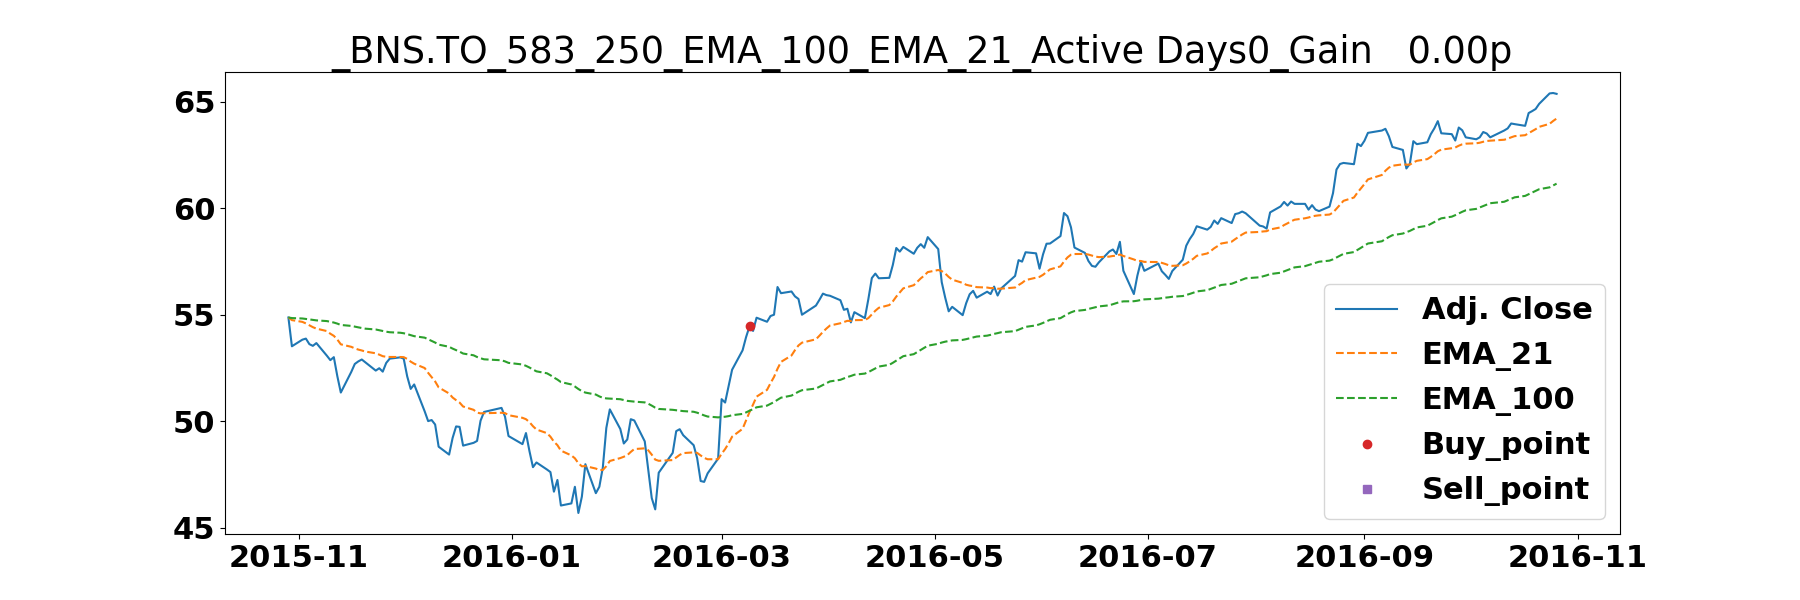 _BNS.TO_583_250_EMA_100_EMA_21_Active Days0_Gain   0.00p
65
60
55
50
45
2015-11 2016-01 2016-03 2016-05 2016-07 2016-09 2016-11
Adj. Close
EMA_21
EMA_100
Buy_point
Sell_point